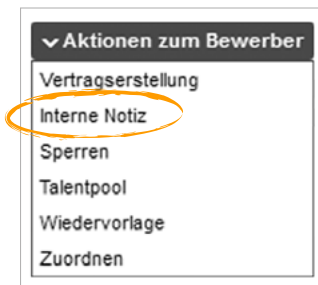 Aktionen zum Bewerber
Vertragserstellung
Interne Notiz
Sperren
Talentpool
Wiedervorlage
Zuordnen